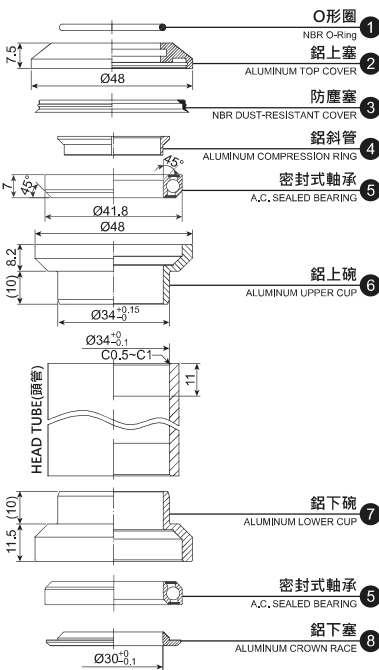 O形圈 1
NBR O-Ring
7.5
鋁上塞 2
ALUMINUM TOP COVER
Ø48
防塵塞 3
NBR DUST-RESISTANT COVER
鋁斜管 4
ALUMINUM COMPRESSION RING
45°
7
45°
密封式軸承 5
A.C. SEALED BEARING
Ø41.8
Ø48
8.2
(10)
鋁上碗 6
ALUMINUM UPPER CUP
Ø34 +0.15 -0
Ø34 +0 -0.1
C0.5~C1
11
HEAD TUBE(頭管)
(10)
鋁下碗 7
ALUMINUM LOWER CUP
11.5
密封式軸承 5
A.C. SEALED BEARING
鋁下塞 8
ALUMINUM CROWN RACE
Ø30 +0 -0.1